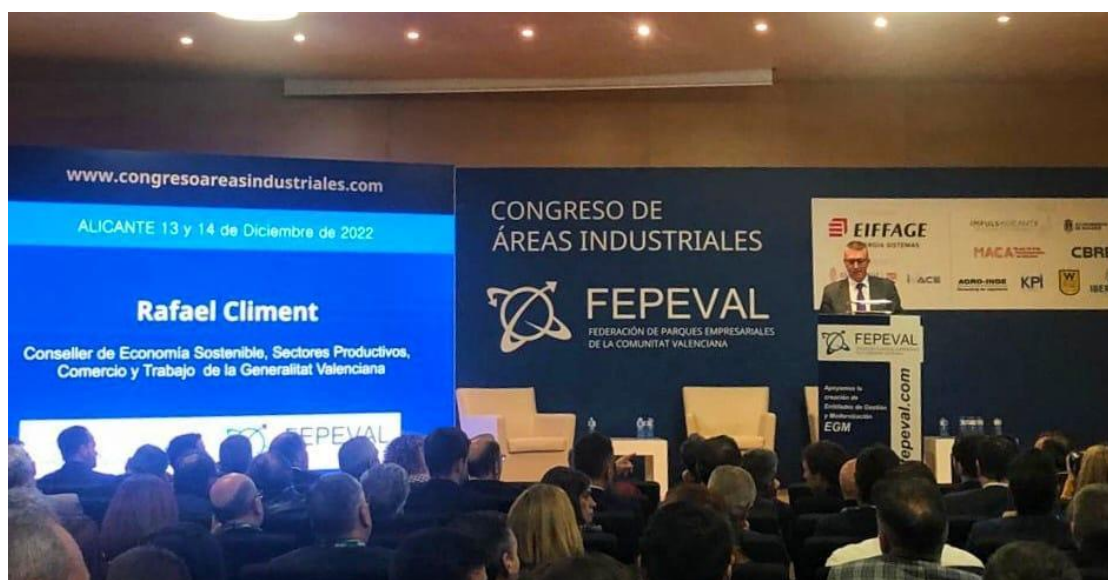 www.congresoareasindustriales.com
ALICANTE 13 y 14 de Diciembre de 2022
Rafael Climent
Conseller de Economía Sostenible, Sectores Productivos,
Comercio y Trabajo de la Generalitat Valenciana
FEPEVAL
CONGRESO DE
ÁREAS INDUSTRIALES
FEPEVAL
FEDERACIÓN DE PARQUES EMPRESARIALES
DE LA COMUNITAT VALENCIANA
EIFFAGE
SISTEMAS
MACA
CBRE
AGRO-INGE
KPI
W
FEPEVAL
Apoyamos la
creación de
Entidades de Gestión
y Modernización
EGM
fepeval.com